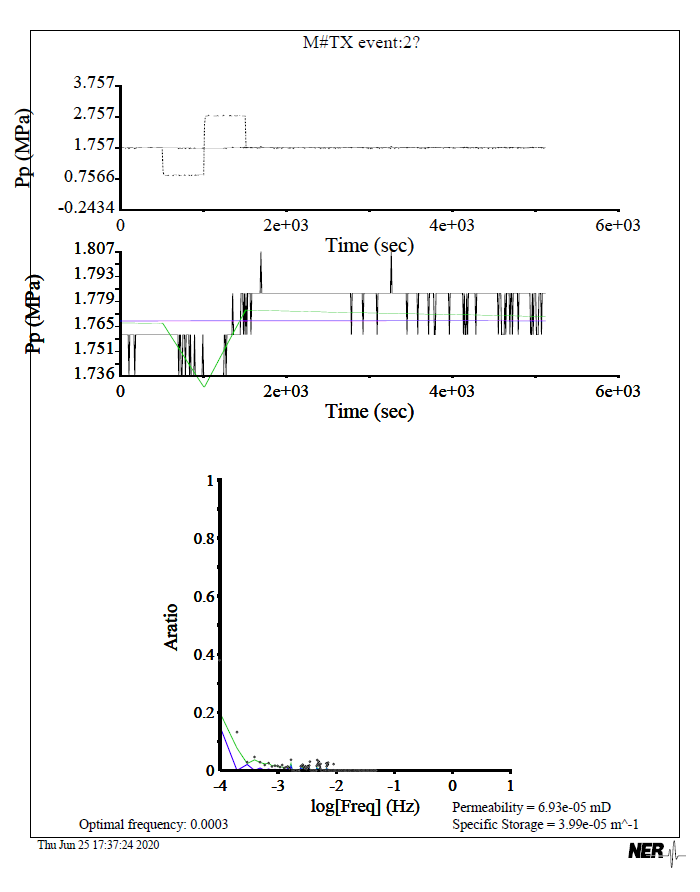 M#TX event:2?
3.757
2.757
1.757
0.7566
-0.2434
Pp (MPa)
0 2e+03 4e+03 6e+03
Time (sec)
1.807
1.793
1.779
1.765
1.751
1.736
Pp (MPa)
0 2e+03 4e+03 6e+03
Time (sec)
1
0.8
0.6
0.4
0.2
0
Aratio
-4 -3 -2 -1 0 1
log[Freq] (Hz)
Permeability = 6.93e-05 mD
Optimal frequency: 0.0003
Specific Storage = 3.99e-05 m^-1
Thu Jun 25 17:37:24 2020
NER